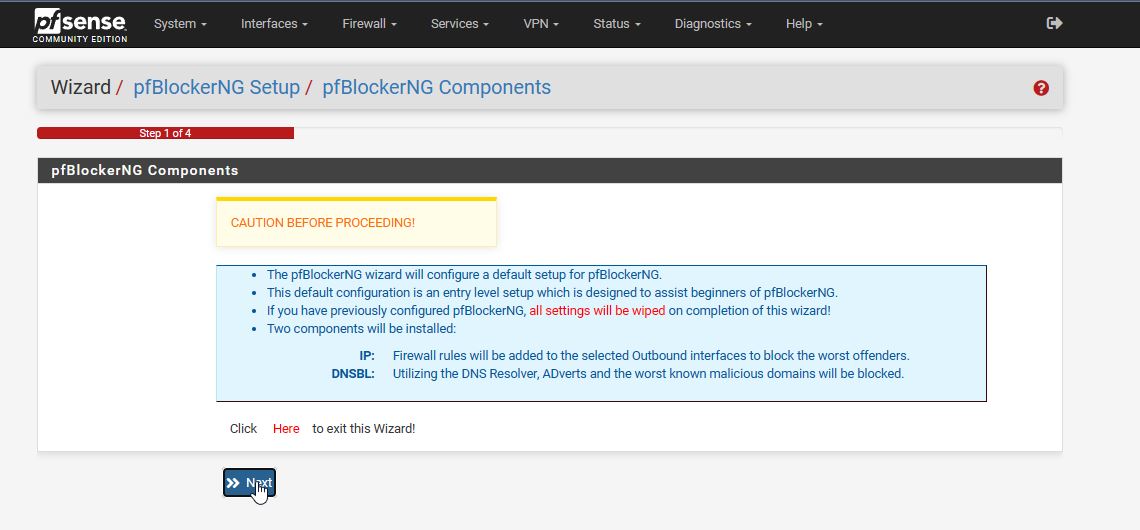 pfsense
COMMUNITY EDITION
System Interfaces Firewall Services VPN Status Diagnostics Help
Wizard / pfBlockerNG Setup / pfBlockerNG Components
Step 1 of 4
pfBlockerNG Components
CAUTION BEFORE PROCEEDING!
• The pfBlockerNG wizard will configure a default setup for pfBlockerNG.
• This default configuration is an entry level setup which is designed to assist beginners of pfBlockerNG.
• If you have previously configured pfBlockerNG, all settings will be wiped on completion of this wizard!
• Two components will be installed:
IP: Firewall rules will be added to the selected Outbound interfaces to block the worst offenders.
DNSBL: Utilizing the DNS Resolver, ADverts and the worst known malicious domains will be blocked.
Click Here to exit this Wizard!
Next